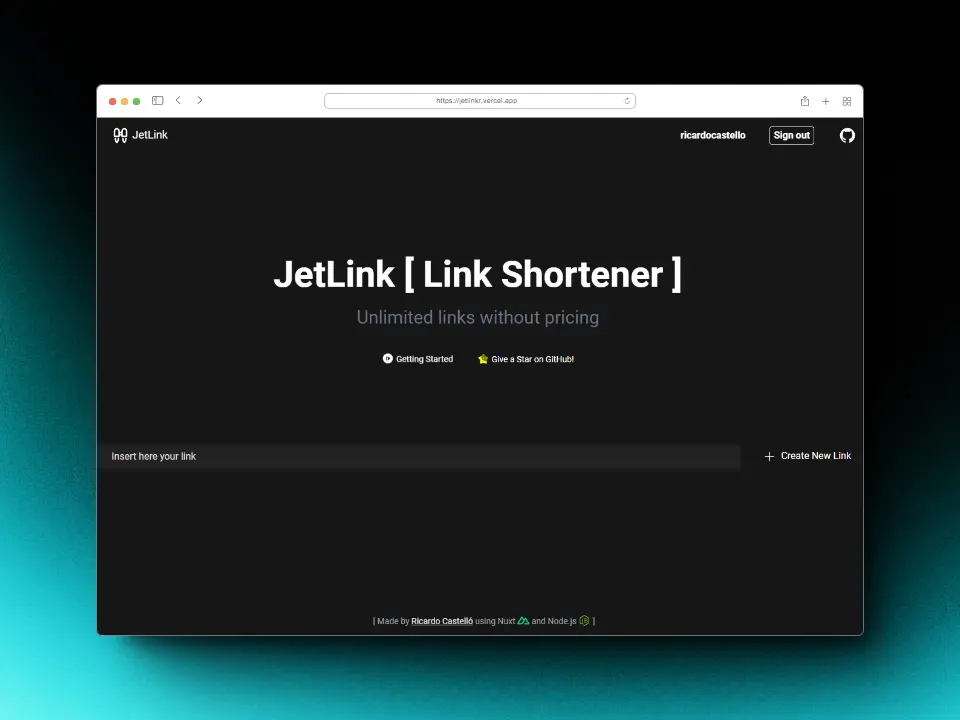 https://jetlinkr.vercel.app
JetLink
ricardocastello
Sign out
JetLink [ Link Shortener ]
Unlimited links without pricing
Getting Started
Give a Star on GitHub!
Insert here your link
Create New Link
[ Made by Ricardo Castelló using Nuxt and Node.js ]